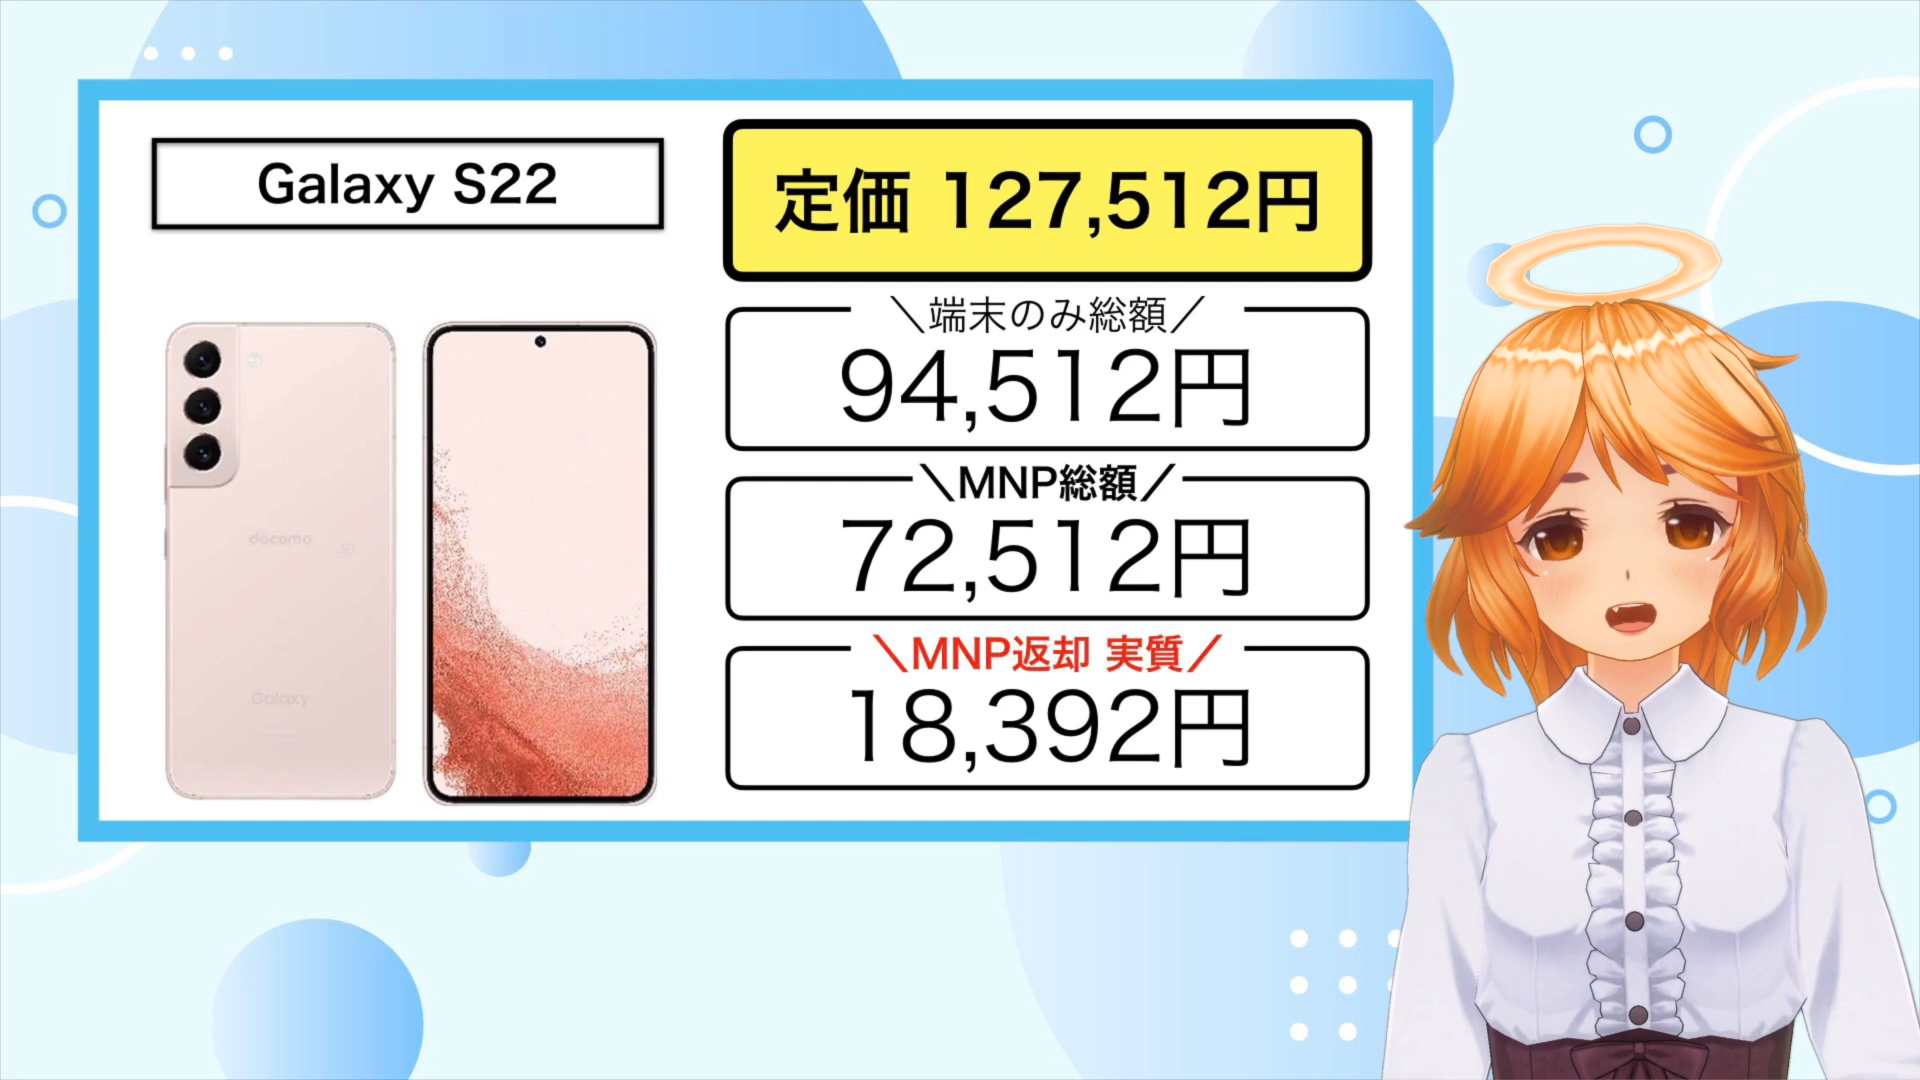 Galaxy S22
docomo
Galaxy
定価 127,512円
＼端末のみ総額／
94,512円
＼MNP総額／
72,512円
＼MNP返却 実質／
18,392円